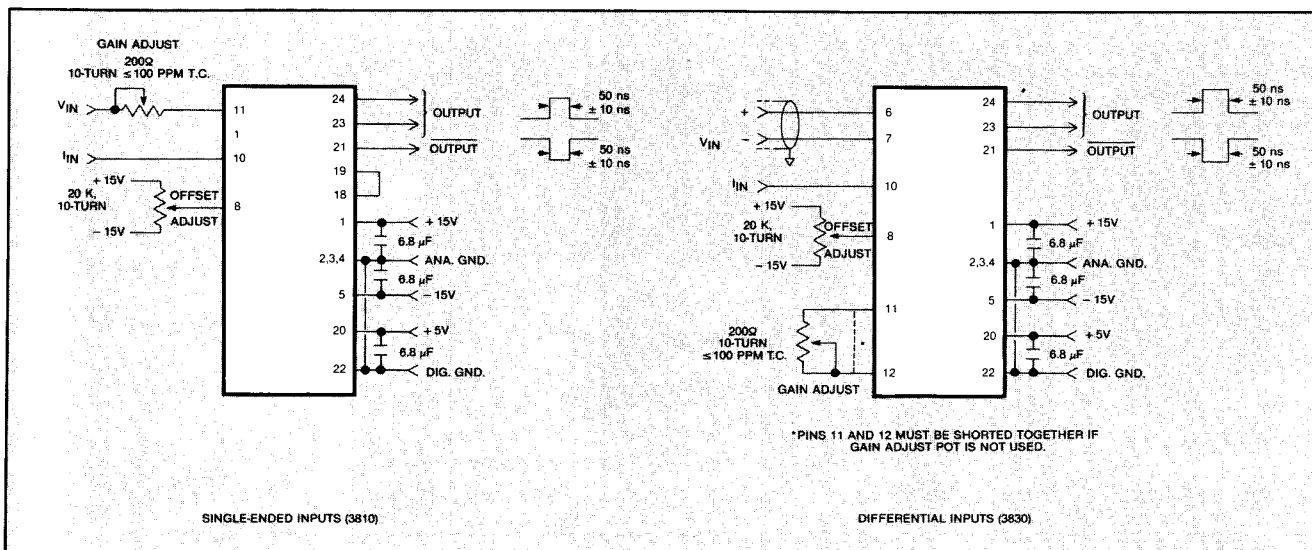 GAIN ADJUST
200Ω
10-TURN ≤100 PPM T.C.
VIN
11
1
IIN
10
+15V
20 K,
10-TURN
OFFSET
ADJUST
8
-15V
24
23
OUTPUT
21
OUTPUT
19
18
1
+15V
6.8 µF
2,3,4
ANA. GND.
6.8 µF
5
-15V
20
+5V
6.8 µF
22
DIG. GND.
50 ns
± 10 ns
50 ns
± 10 ns
SINGLE-ENDED INPUTS (3810)
+
6
VIN
-
7
IIN
10
+15V
20 K,
10-TURN
OFFSET
ADJUST
8
-15V
11
200Ω
10-TURN
≤100 PPM T.C.
*
12
GAIN ADJUST
24
23
OUTPUT
21
OUTPUT
1
+15V
6.8 µF
2,3,4
ANA. GND.
6.8 µF
5
-15V
20
+5V
6.8 µF
22
DIG. GND.
50 ns
± 10 ns
50 ns
± 10 ns
*PINS 11 AND 12 MUST BE SHORTED TOGETHER IF
GAIN ADJUST POT IS NOT USED.
DIFFERENTIAL INPUTS (3830)